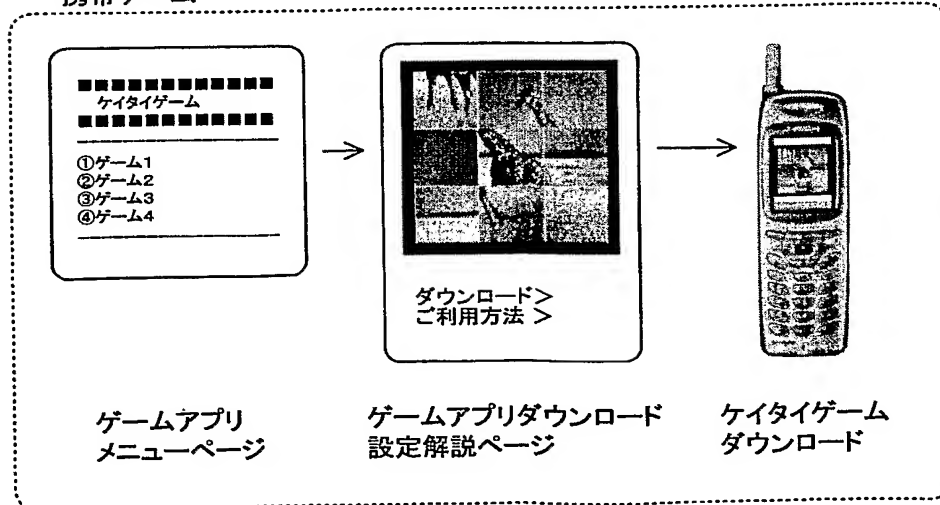 ■■■■■■■■■■■■
ケイタイゲーム
■■■■■■■■■■■■
①ゲーム1
②ゲーム2
③ゲーム3
④ゲーム4
ダウンロード＞
ご利用方法 ＞
ゲームアプリ
メニューページ
ゲームアプリダウンロード
設定解説ページ
ケイタイゲーム
ダウンロード